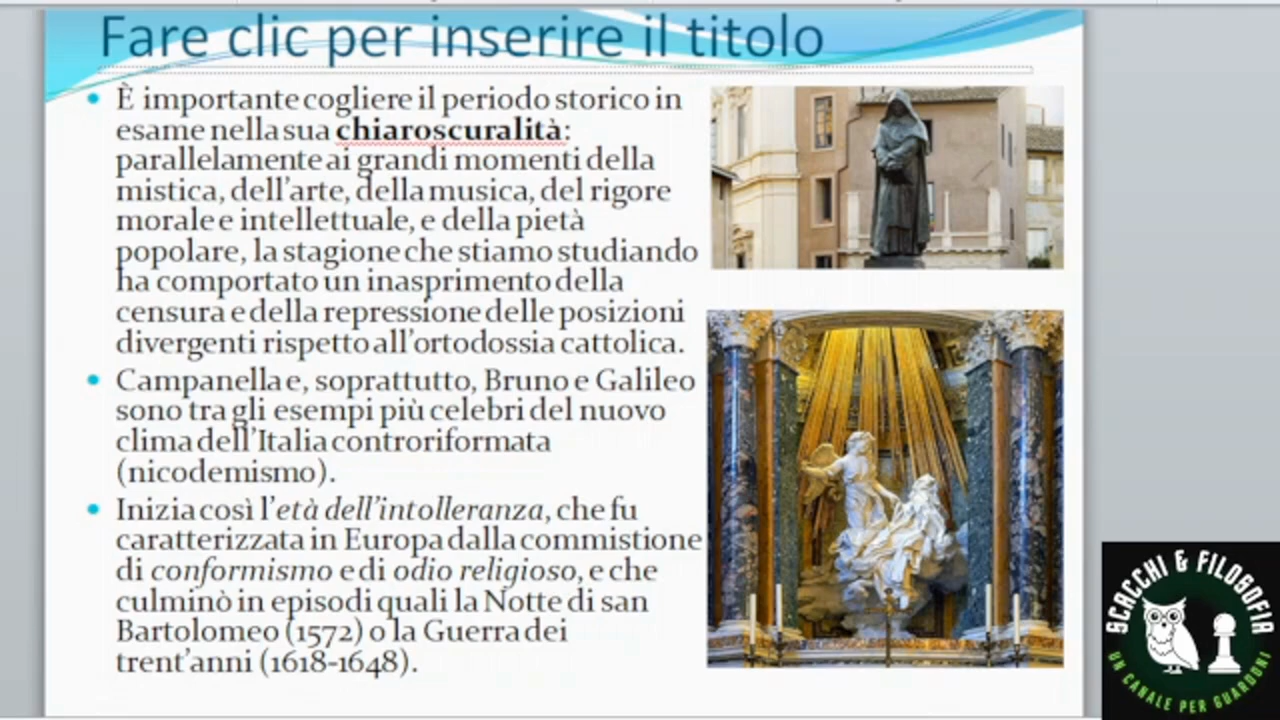 Fare clic per inserire il titolo
È importante cogliere il periodo storico in
esame nella sua chiaroscuralità:
parallelamente ai grandi momenti della
mistica, dell'arte, della musica, del rigore
morale e intellettuale, e della pietà
popolare, la stagione che stiamo studiando
ha comportato un inasprimento della
censura e della repressione delle posizioni
divergenti rispetto all'ortodossia cattolica.
Campanella e, soprattutto, Bruno e Galileo
sono tra gli esempi più celebri del nuovo
clima dell'Italia controriformata
(nicodemismo).
Inizia così l'età dell'intolleranza, che fu
caratterizzata in Europa dalla commistione
di conformismo e di odio religioso, e che
culminò in episodi quali la Notte di san
Bartolomeo (1572) o la Guerra dei
trent'anni (1618-1648).
SCACCHI & FILOSOFIA
UN CANALE PER GUARDONI